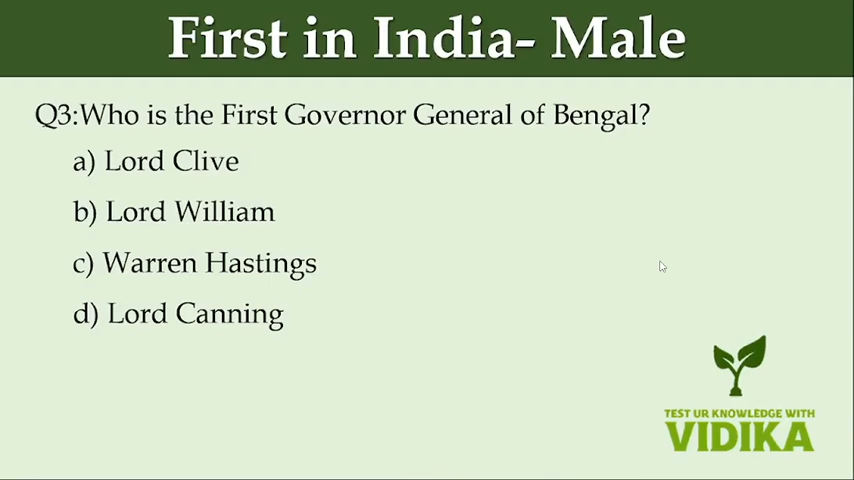 First in India- Male
Q3:Who is the First Governor General of Bengal?
a) Lord Clive
b) Lord William
c) Warren Hastings
d) Lord Canning
TEST UR KNOWLEDGE WITH
VIDIKA